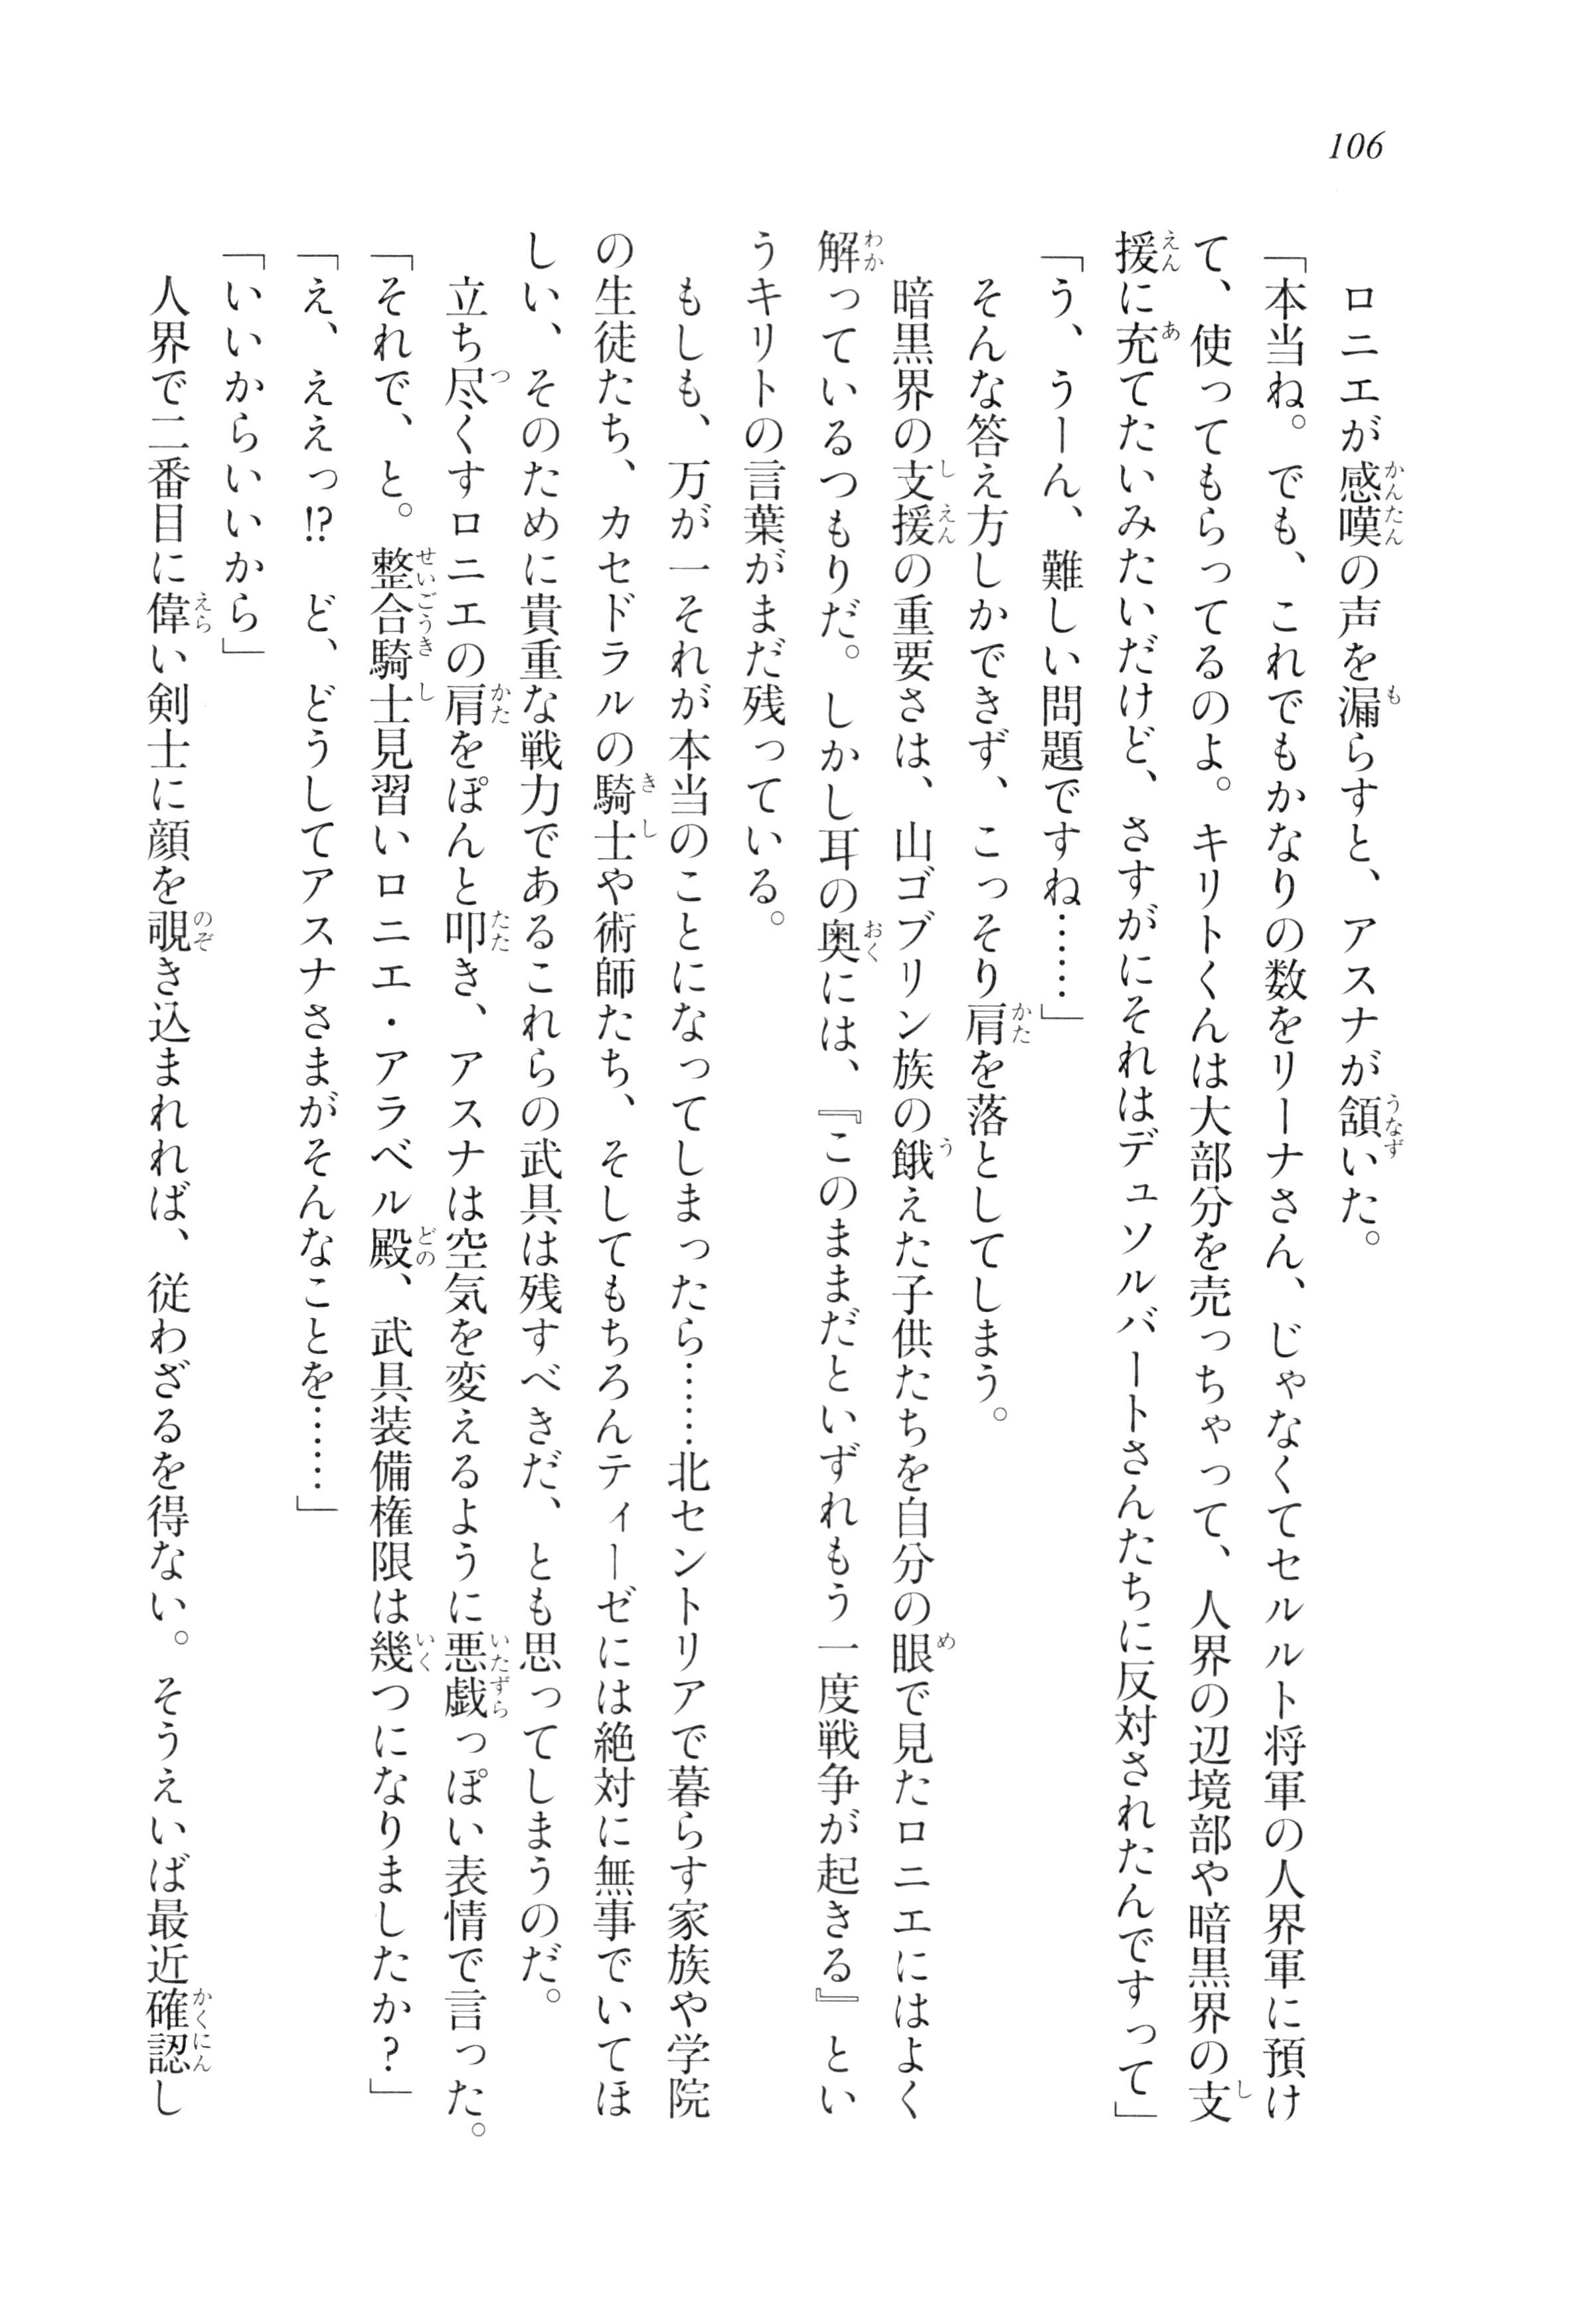 106
ロニエが感嘆の声を漏らすと、アスナが頷いた。
「本当ね。でも、これでもかなりの数をリーナさん、じゃなくてセルルト将軍の人界軍に預け
て、使ってもらってるのよ。キリトくんは大部分を売っちゃって、人界の辺境部や暗黒界の支
援に充てたいみたいだけど、さすがにそれはデュソルバートさんたちに反対されたんですって」
「う、うーん、難しい問題ですね……」
そんな答え方しかできず、こっそり肩を落としてしまう。
暗黒界の支援の重要さは、山ゴブリン族の餓えた子供たちを自分の眼で見たロニエにはよく
解っているつもりだ。しかし耳の奥には、『このままだといずれもう一度戦争が起きる』とい
うキリトの言葉がまだ残っている。
もしも、万が一それが本当のことになってしまったら……北セントリアで暮らす家族や学院
の生徒たち、カセドラルの騎士や術師たち、そしてもちろんティーゼには絶対に無事でいてほ
しい、そのために貴重な戦力であるこれらの武具は残すべきだ、とも思ってしまうのだ。
立ち尽くすロニエの肩をぽんと叩き、アスナは空気を変えるように悪戯っぽい表情で言った。
「それで、と。整合騎士見習いロニエ・アラベル殿、武具装備権限は幾つになりましたか？」
「え、ええっ!?　ど、どうしてアスナさまがそんなことを……」
「いいからいいから」
人界で二番目に偉い剣士に顔を覗き込まれれば、従わざるを得ない。そうえいば最近確認し